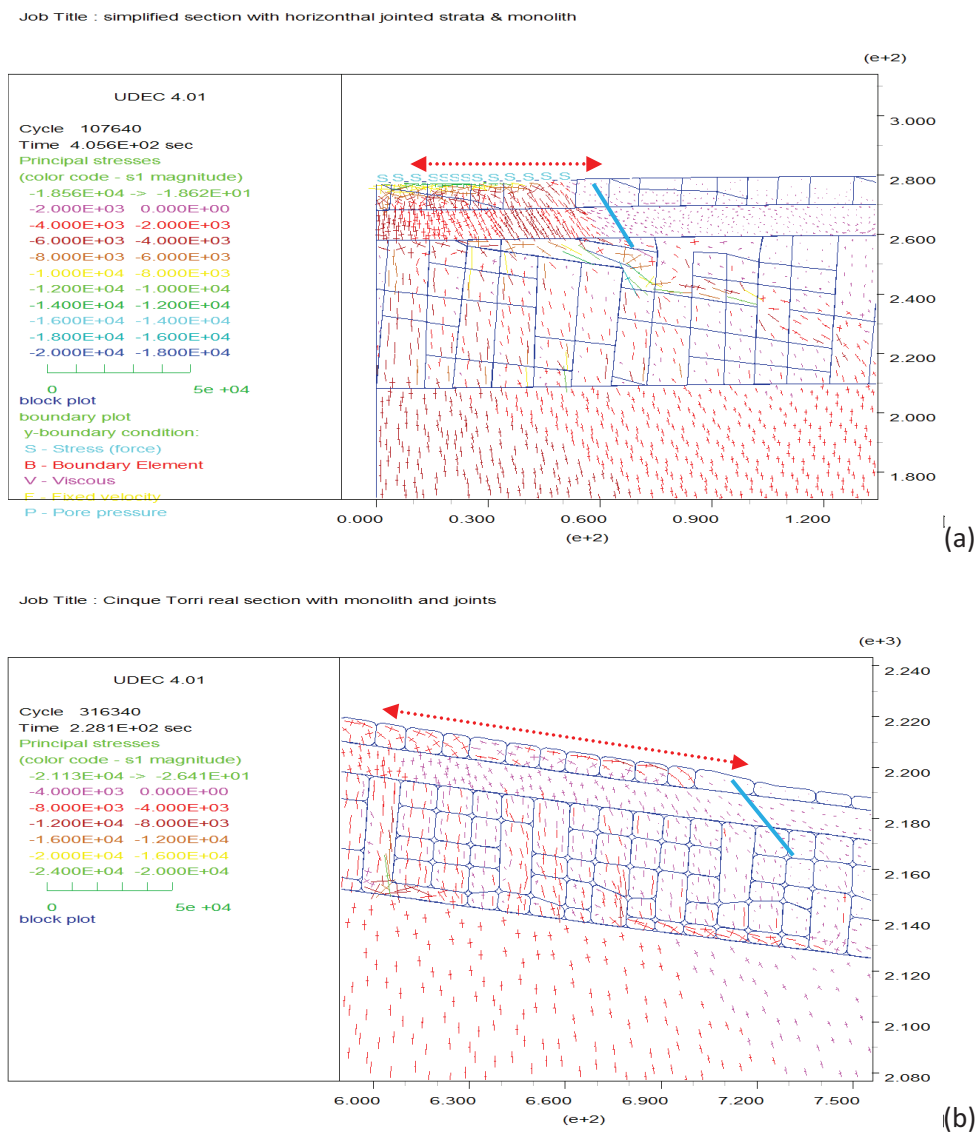 Job Title : simplified section with horizonthal jointed strata & monolith
(e+2)
UDEC 4.01
Cycle 107640
Time 4.056E+02 sec
Principal stresses
(color code - s1 magnitude)
-1.856E+04 -> -1.862E+01
-2.000E+03 0.000E+00
-4.000E+03 -2.000E+03
-6.000E+03 -4.000E+03
-8.000E+03 -6.000E+03
-1.000E+04 -8.000E+03
-1.200E+04 -1.000E+04
-1.400E+04 -1.200E+04
-1.600E+04 -1.400E+04
-1.800E+04 -1.600E+04
-2.000E+04 -1.800E+04
0 5e +04
block plot
boundary plot
y-boundary condition:
S - Stress (force)
B - Boundary Element
V - Viscous
F - Fixed velocity
P - Pore pressure
S S S SSSSSS S S S S S
3.000
2.800
2.600
2.400
2.200
2.000
1.800
0.000 0.300 0.600 0.900 1.200
(e+2)
(a)
Job Title : Cinque Torri real section with monolith and joints
(e+3)
UDEC 4.01
Cycle 316340
Time 2.281E+02 sec
Principal stresses
(color code - s1 magnitude)
-2.113E+04 -> -2.641E+01
-4.000E+03 0.000E+00
-8.000E+03 -4.000E+03
-1.200E+04 -8.000E+03
-1.600E+04 -1.200E+04
-2.000E+04 -1.600E+04
-2.400E+04 -2.000E+04
0 5e +04
block plot
2.240
2.220
2.200
2.180
2.160
2.140
2.120
2.100
2.080
6.000 6.300 6.600 6.900 7.200 7.500
(e+2)
(b)